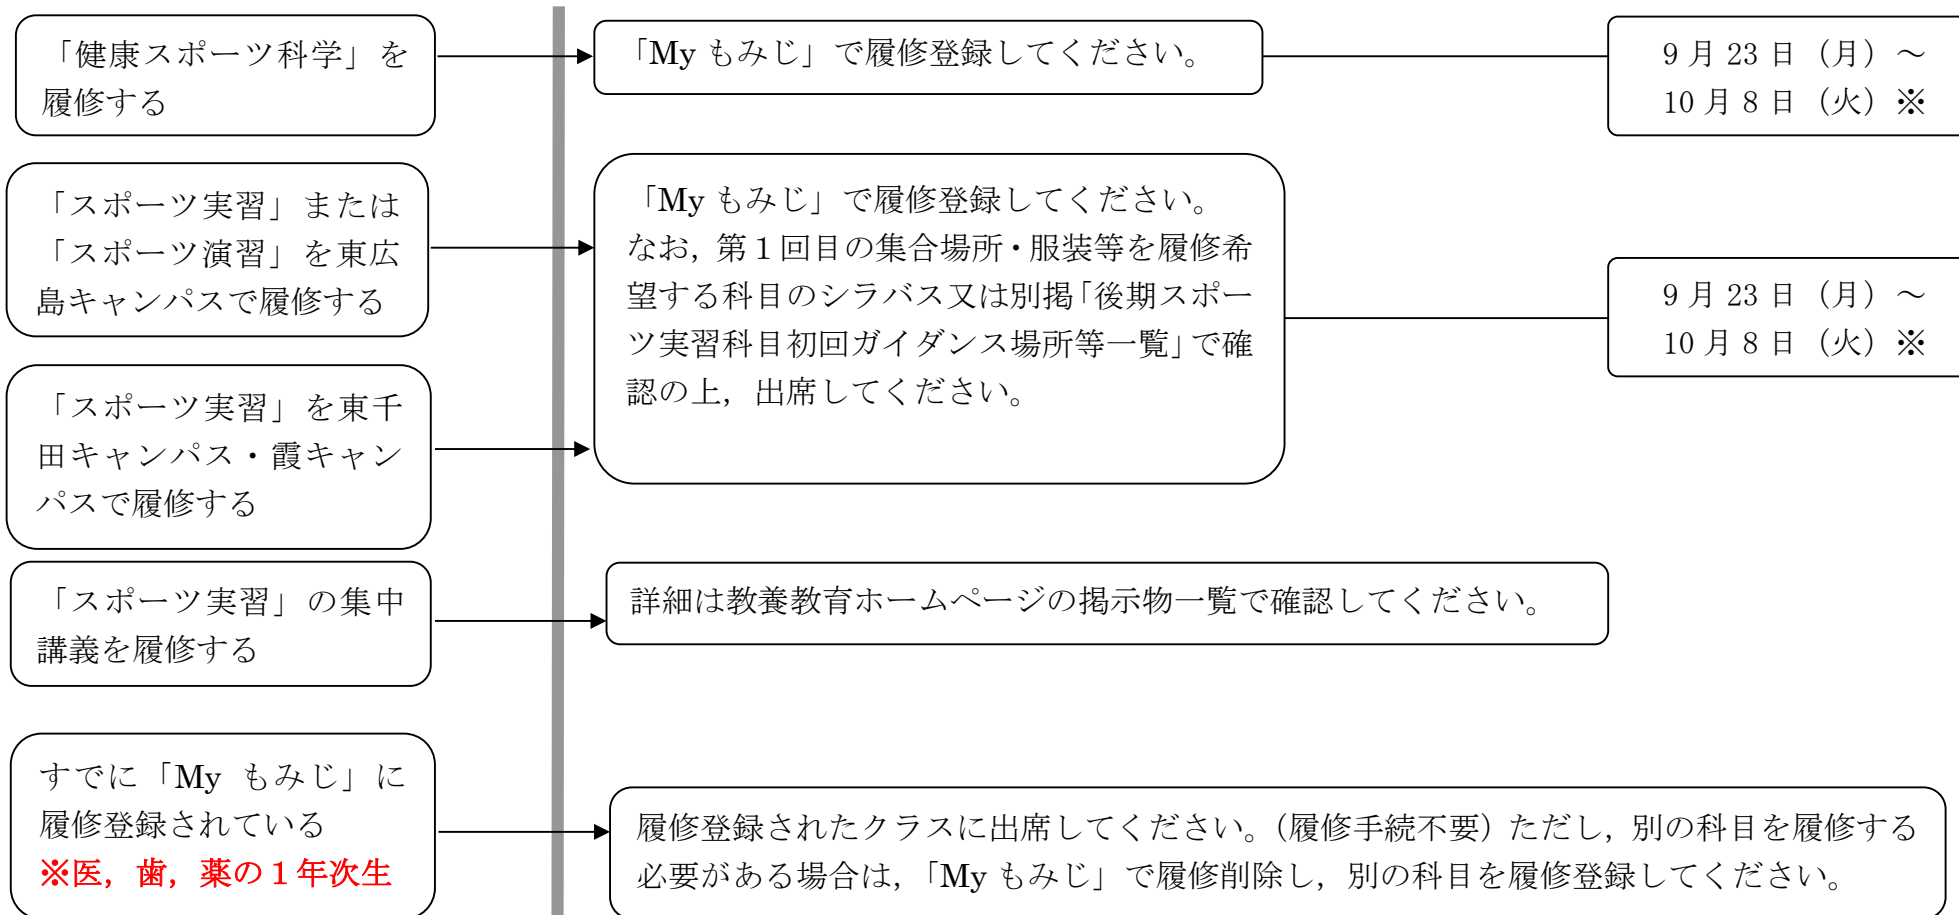 「健康スポーツ科学」を
履修する
「My もみじ」で履修登録してください。
9 月 23 日（月）～
10 月 8 日（火）※
「スポーツ実習」または
「スポーツ演習」を東広
島キャンパスで履修する
「My もみじ」で履修登録してください。
なお，第１回目の集合場所・服装等を履修希
望する科目のシラバス又は別掲「後期スポー
ツ実習科目初回ガイダンス場所等一覧」で確
認の上，出席してください。
9 月 23 日（月）～
10 月 8 日（火）※
「スポーツ実習」を東千
田キャンパス・霞キャン
パスで履修する
「スポーツ実習」の集中
講義を履修する
詳細は教養教育ホームページの掲示物一覧で確認してください。
すでに「My もみじ」に
履修登録されている
※医，歯，薬の１年次生
履修登録されたクラスに出席してください。（履修手続不要）ただし，別の科目を履修する
必要がある場合は，「My もみじ」で履修削除し，別の科目を履修登録してください。